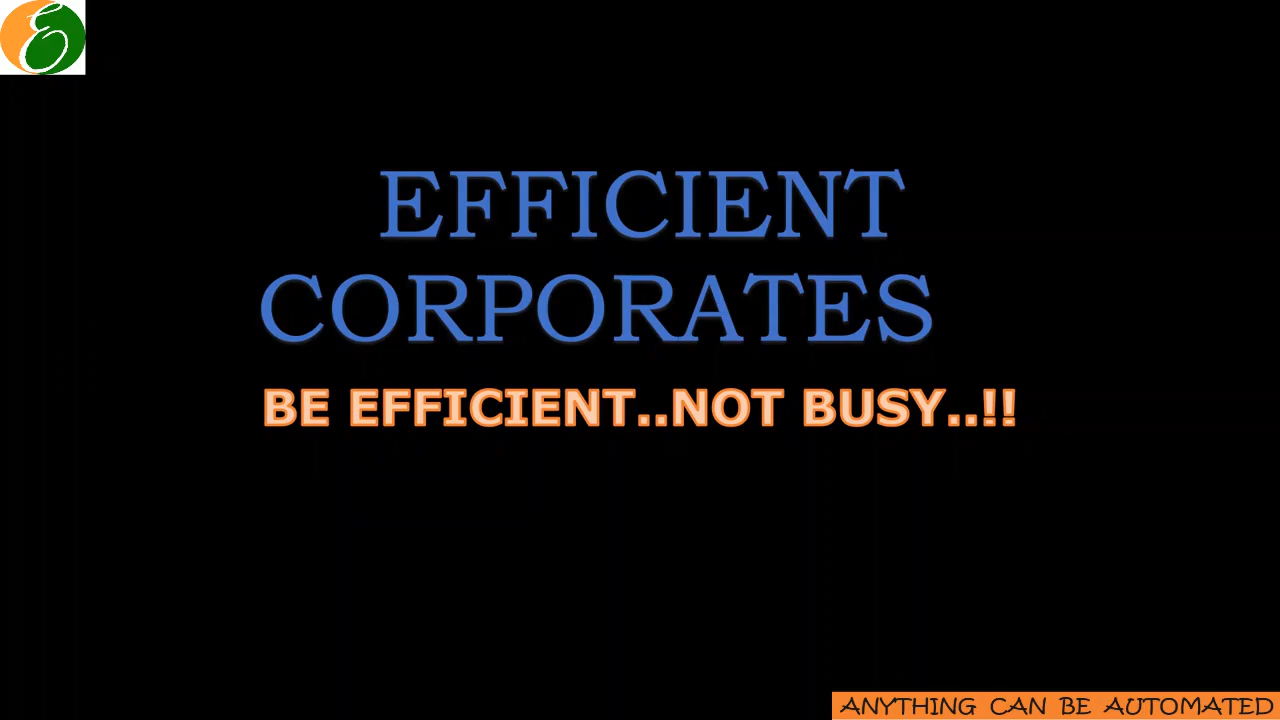 EFFICIENT
CORPORATES
BE EFFICIENT..NOT BUSY..!!
ANYTHING CAN BE AUTOMATED